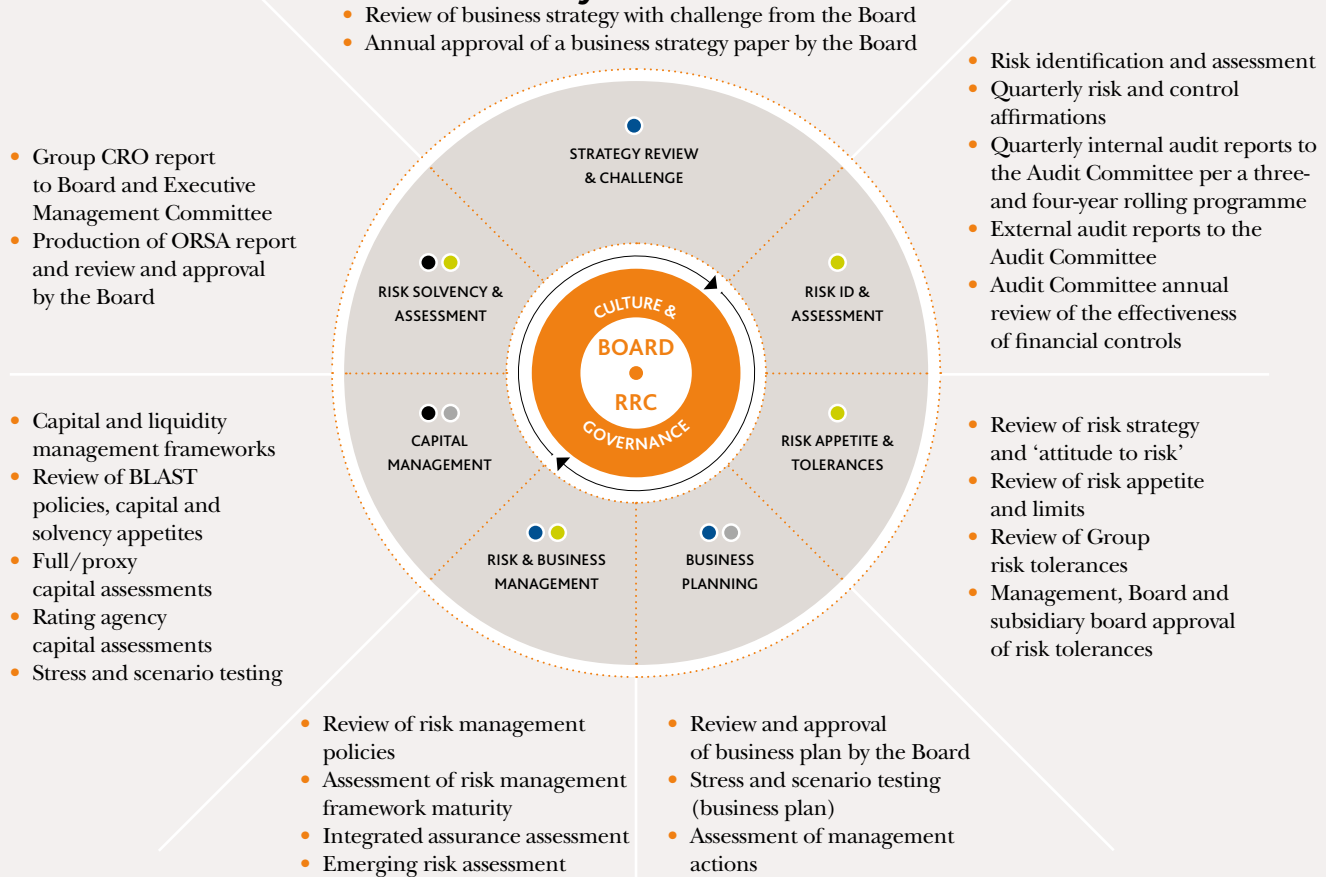 • Review of business strategy with challenge from the Board
• Annual approval of a business strategy paper by the Board
• Risk identification and assessment
• Quarterly risk and control
affirmations
• Quarterly internal audit reports to
the Audit Committee per a three-
and four-year rolling programme
• External audit reports to the
Audit Committee
• Audit Committee annual
review of the effectiveness
of financial controls
• Group CRO report
to Board and Executive
Management Committee
• Production of ORSA report
and review and approval
by the Board
STRATEGY REVIEW
& CHALLENGE
RISK SOLVENCY &
ASSESSMENT
RISK ID &
ASSESSMENT
CULTURE &
BOARD
RRC
GOVERNANCE
CAPITAL
MANAGEMENT
RISK APPETITE &
TOLERANCES
RISK & BUSINESS
MANAGEMENT
BUSINESS
PLANNING
• Capital and liquidity
management frameworks
• Review of BLAST
policies, capital and
solvency appetites
• Full/proxy
capital assessments
• Rating agency
capital assessments
• Stress and scenario testing
• Review of risk strategy
and ‘attitude to risk’
• Review of risk appetite
and limits
• Review of Group
risk tolerances
• Management, Board and
subsidiary board approval
of risk tolerances
• Review of risk management
policies
• Assessment of risk management
framework maturity
• Integrated assurance assessment
• Emerging risk assessment
• Review and approval
of business plan by the Board
• Stress and scenario testing
(business plan)
• Assessment of management
actions